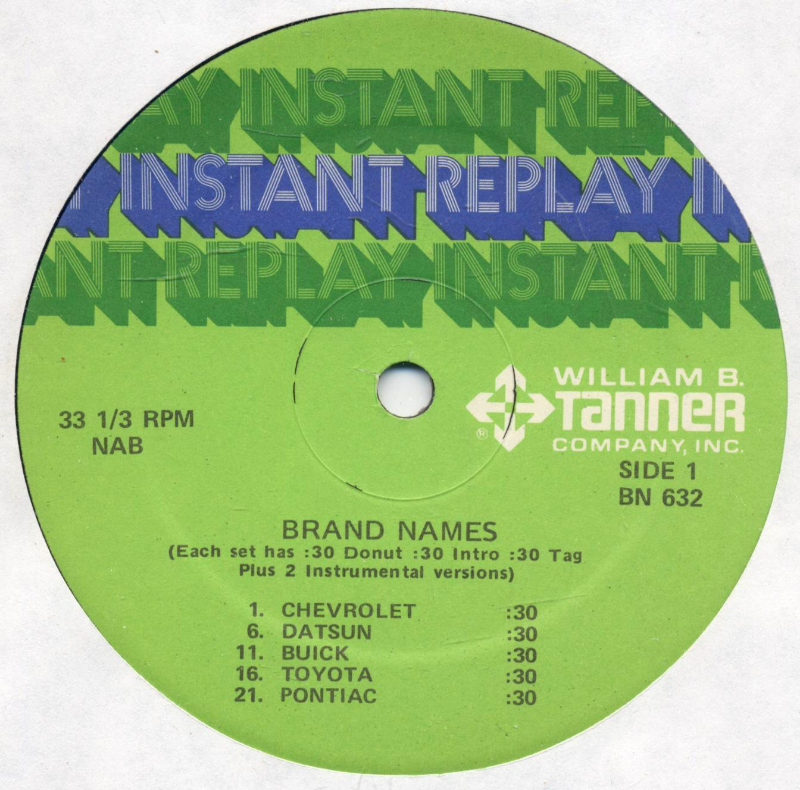 AY INSTANT REP
INSTANT REPLAY IN
ANT REPLAY INSTANT R
WILLIAM B.
TANNER
COMPANY, INC.
®
33 1/3 RPM
NAB
SIDE 1
BN 632
BRAND NAMES
(Each set has :30 Donut :30 Intro :30 Tag
Plus 2 Instrumental versions)
1. CHEVROLET :30
6. DATSUN :30
11. BUICK :30
16. TOYOTA :30
21. PONTIAC :30